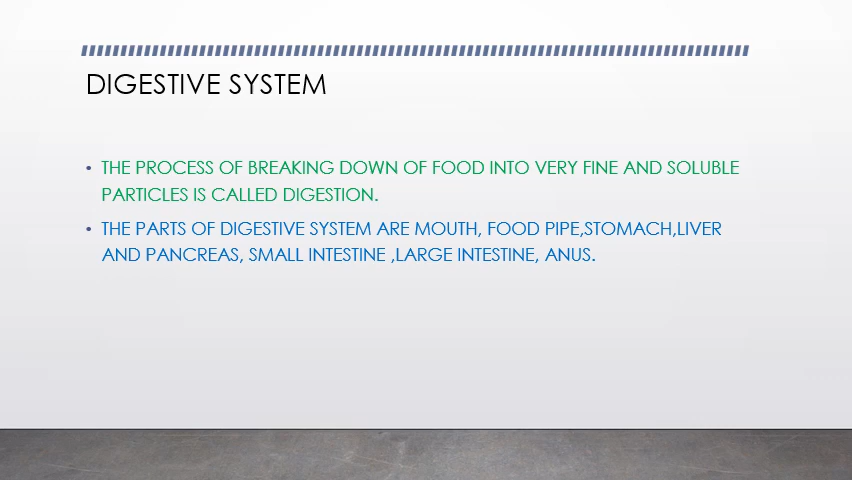 DIGESTIVE SYSTEM
• THE PROCESS OF BREAKING DOWN OF FOOD INTO VERY FINE AND SOLUBLE
PARTICLES IS CALLED DIGESTION.
• THE PARTS OF DIGESTIVE SYSTEM ARE MOUTH, FOOD PIPE,STOMACH,LIVER
AND PANCREAS, SMALL INTESTINE ,LARGE INTESTINE, ANUS.